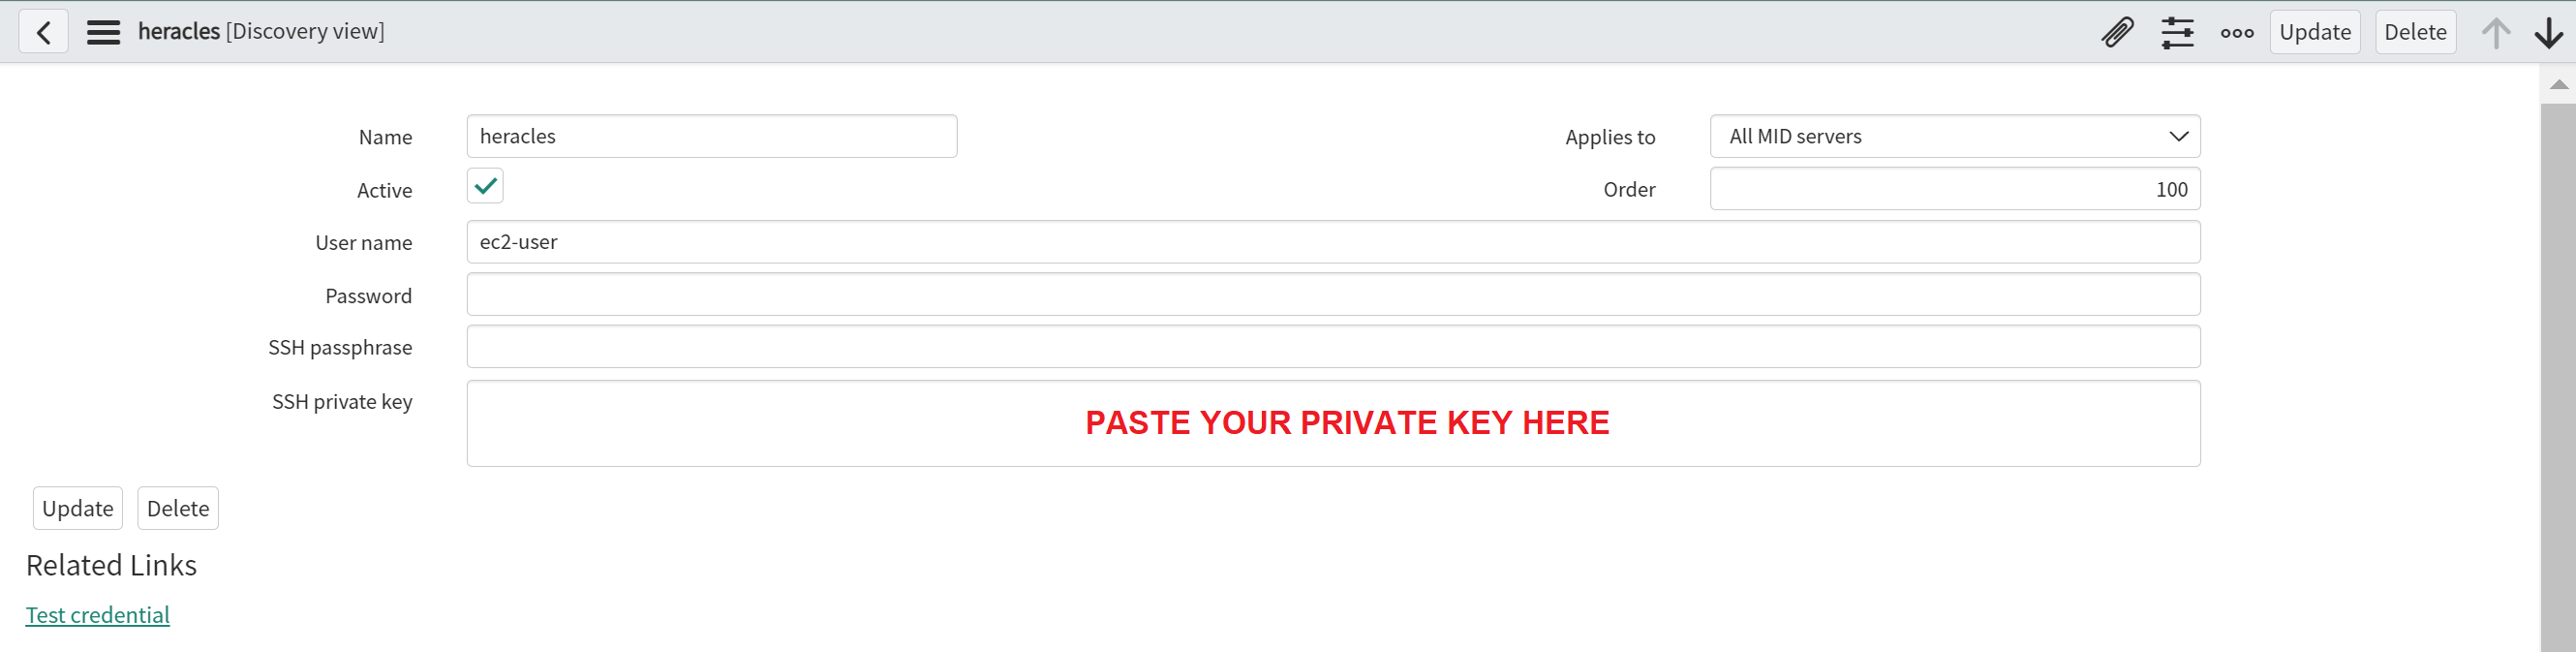 heracles [Discovery view]
Update
Delete
Name
heracles
Applies to
All MID servers
Active
Order
100
User name
ec2-user
Password
SSH passphrase
SSH private key
PASTE YOUR PRIVATE KEY HERE
Update
Delete
Related Links
Test credential